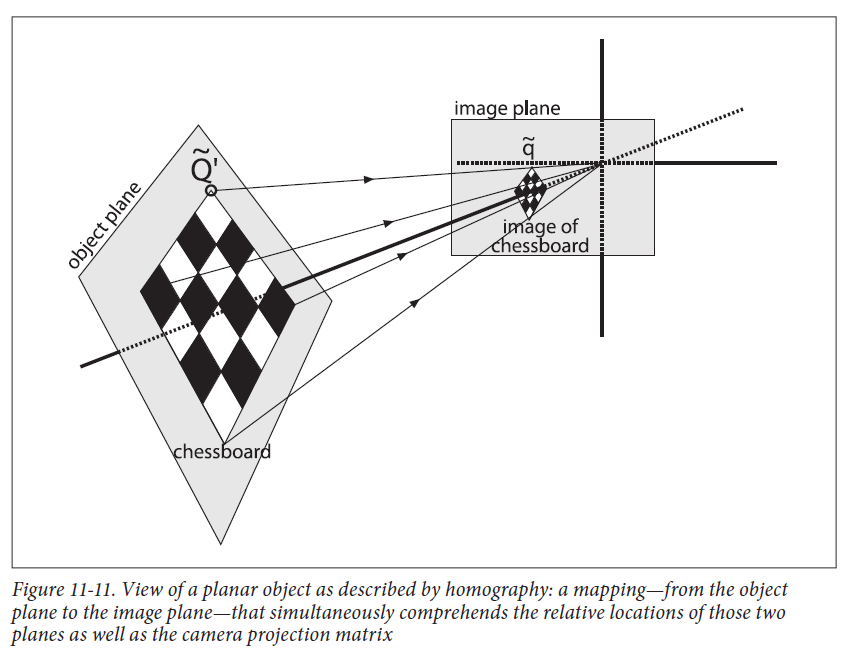 image plane
q̃
Q̃'
object plane
image of
chessboard
chessboard
Figure 11-11. View of a planar object as described by homography: a mapping—from the object
plane to the image plane—that simultaneously comprehends the relative locations of those two
planes as well as the camera projection matrix